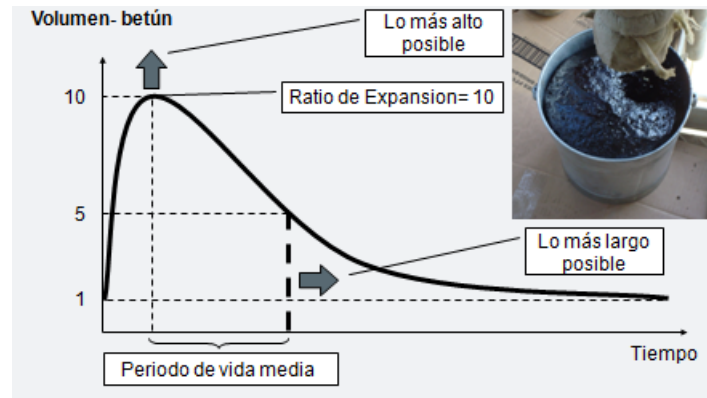 Volumen- betún
Lo más alto
posible
10
Ratio de Expansion= 10
5
Lo más largo
posible
1
Tiempo
Periodo de vida media